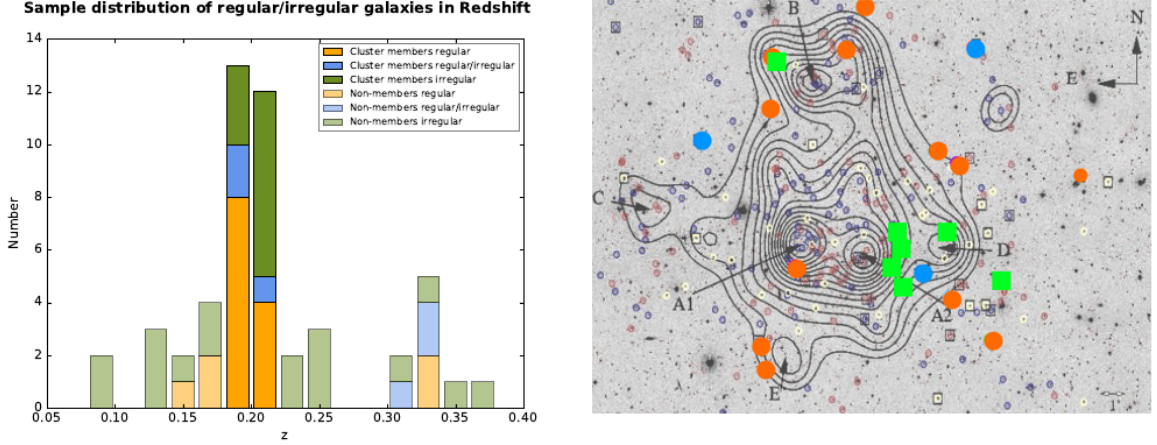 Sample distribution of regular/irregular galaxies in Redshift
14
12
10
8
6
4
2
0
Number
Cluster members regular
Cluster members regular/irregular
Cluster members irregular
Non-members regular
Non-members regular/irregular
Non-members irregular
0.05 0.10 0.15 0.20 0.25 0.30 0.35 0.40
z
B
N
E
C
D
A1
A2
E
1'